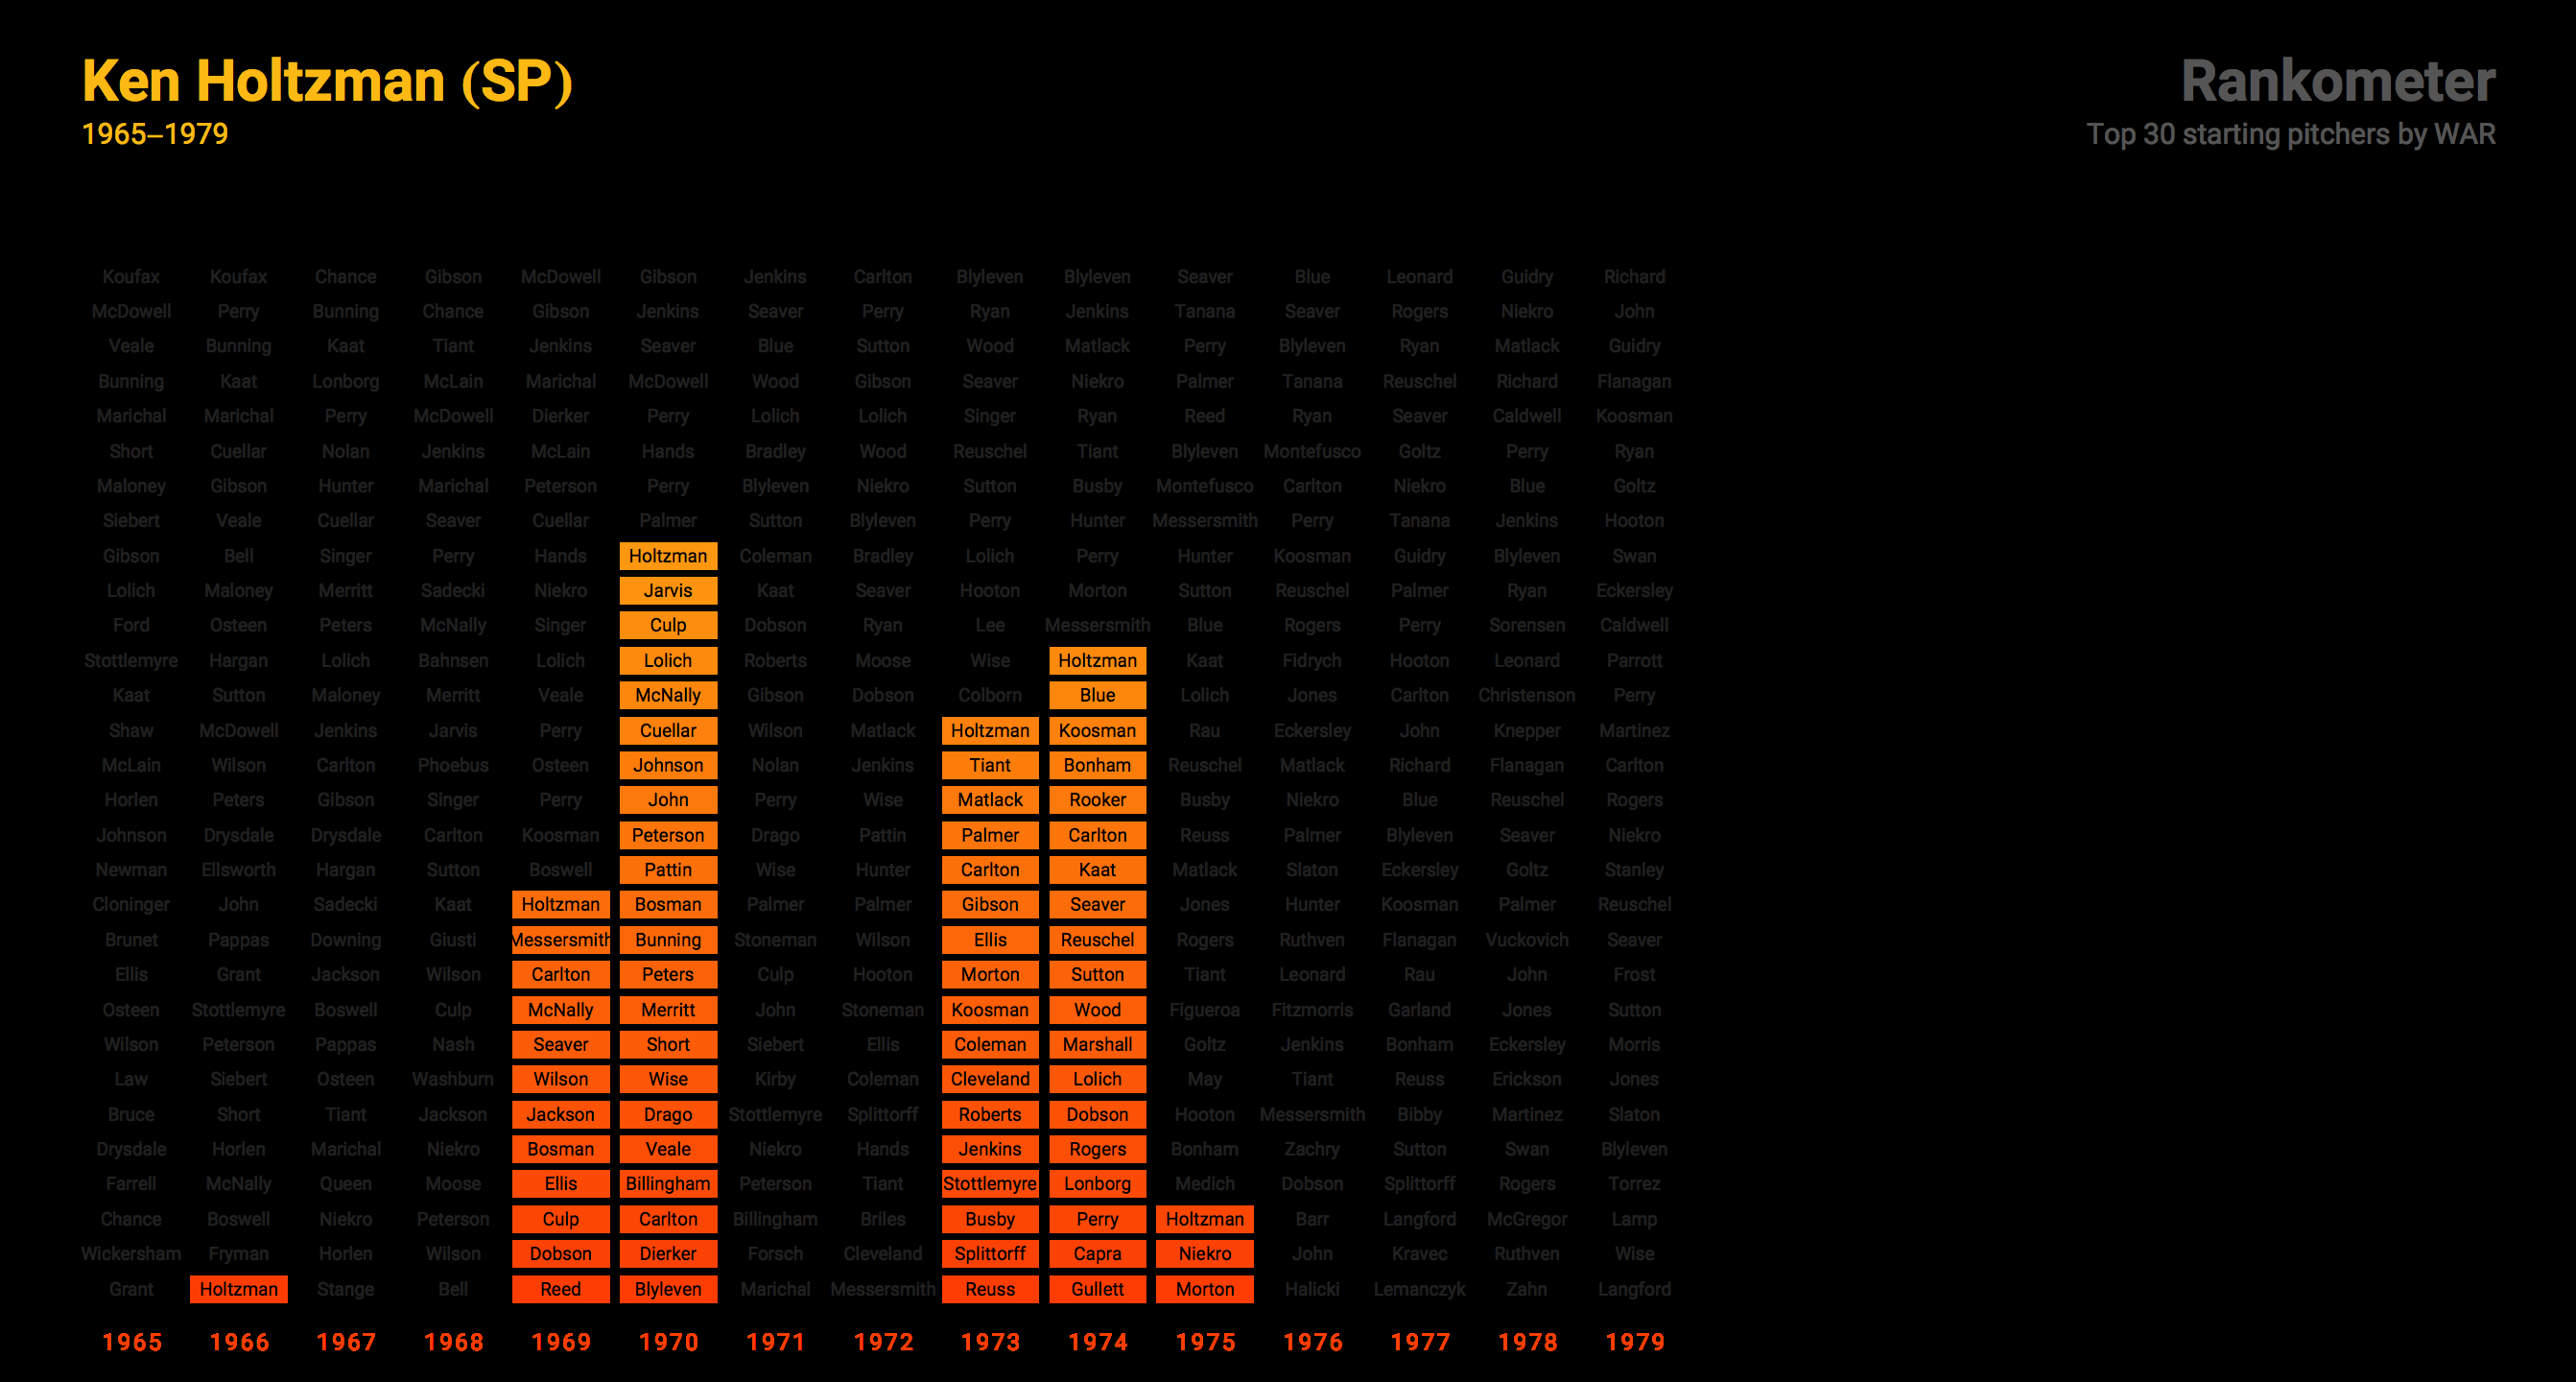 Ken Holtzman (SP)
1965–1979
Rankometer
Top 30 starting pitchers by WAR
Koufax Koufax Chance Gibson McDowell Gibson Jenkins Carlton Blyleven Blyleven Seaver Blue Leonard Guidry Richard
McDowell Perry Bunning Chance Gibson Jenkins Seaver Perry Ryan Jenkins Tanana Seaver Rogers Niekro John
Veale Bunning Kaat Tiant Jenkins Seaver Blue Sutton Wood Matlack Perry Blyleven Ryan Matlack Guidry
Bunning Kaat Lonborg McLain Marichal McDowell Wood Gibson Seaver Niekro Palmer Tanana Reuschel Richard Flanagan
Marichal Marichal Perry McDowell Dierker Perry Lolich Lolich Singer Ryan Reed Ryan Seaver Caldwell Koosman
Short Cuellar Nolan Jenkins McLain Hands Bradley Wood Reuschel Tiant Blyleven Montefusco Goltz Perry Ryan
Maloney Gibson Hunter Marichal Peterson Perry Blyleven Niekro Sutton Busby Montefusco Carlton Niekro Blue Goltz
Siebert Veale Cuellar Seaver Cuellar Palmer Sutton Blyleven Perry Hunter Messersmith Perry Tanana Jenkins Hooton
Gibson Bell Singer Perry Hands Holtzman Coleman Bradley Lolich Perry Hunter Koosman Guidry Blyleven Swan
Lolich Maloney Merritt Sadecki Niekro Jarvis Kaat Seaver Hooton Morton Sutton Reuschel Palmer Ryan Eckersley
Ford Osteen Peters McNally Singer Culp Dobson Ryan Lee Messersmith Blue Rogers Perry Sorensen Caldwell
Stottlemyre Hargan Lolich Bahnsen Lolich Lolich Roberts Moose Wise Holtzman Kaat Fidrych Hooton Leonard Parrott
Kaat Sutton Maloney Merritt Veale McNally Gibson Dobson Colborn Blue Lolich Jones Carlton Christenson Perry
Shaw McDowell Jenkins Jarvis Perry Cuellar Wilson Matlack Holtzman Koosman Rau Eckersley John Knepper Martinez
McLain Wilson Carlton Phoebus Osteen Johnson Nolan Jenkins Tiant Bonham Reuschel Matlack Richard Flanagan Carlton
Horlen Peters Gibson Singer Perry John Perry Wise Matlack Rooker Busby Niekro Blue Reuschel Rogers
Johnson Drysdale Drysdale Carlton Koosman Peterson Drago Pattin Palmer Carlton Reuss Palmer Blyleven Seaver Niekro
Newman Ellsworth Hargan Sutton Boswell Pattin Wise Hunter Carlton Kaat Matlack Slaton Eckersley Goltz Stanley
Cloninger John Sadecki Kaat Holtzman Bosman Palmer Palmer Gibson Seaver Jones Hunter Koosman Palmer Reuschel
Brunet Pappas Downing Giusti Messersmith Bunning Stoneman Wilson Ellis Reuschel Rogers Ruthven Flanagan Vuckovich Seaver
Ellis Grant Jackson Wilson Carlton Peters Culp Hooton Morton Sutton Tiant Leonard Rau John Frost
Osteen Stottlemyre Boswell Culp McNally Merritt John Stoneman Koosman Wood Figueroa Fitzmorris Garland Jones Sutton
Wilson Peterson Pappas Nash Seaver Short Siebert Ellis Coleman Marshall Goltz Jenkins Bonham Eckersley Morris
Law Siebert Osteen Washburn Wilson Wise Kirby Coleman Cleveland Lolich May Tiant Reuss Erickson Jones
Bruce Short Tiant Jackson Jackson Drago Stottlemyre Splittorff Roberts Dobson Hooton Messersmith Bibby Martinez Slaton
Drysdale Horlen Marichal Niekro Bosman Veale Niekro Hands Jenkins Rogers Bonham Zachry Sutton Swan Blyleven
Farrell McNally Queen Moose Ellis Billingham Peterson Tiant Stottlemyre Lonborg Medich Dobson Splittorff Rogers Torrez
Chance Boswell Niekro Peterson Culp Carlton Billingham Briles Busby Perry Holtzman Barr Langford McGregor Lamp
Wickersham Fryman Horlen Wilson Dobson Dierker Forsch Cleveland Splittorff Capra Niekro John Kravec Ruthven Wise
Grant Holtzman Stange Bell Reed Blyleven Marichal Messersmith Reuss Gullett Morton Halicki Lemanczyk Zahn Langford
1965 1966 1967 1968 1969 1970 1971 1972 1973 1974 1975 1976 1977 1978 1979